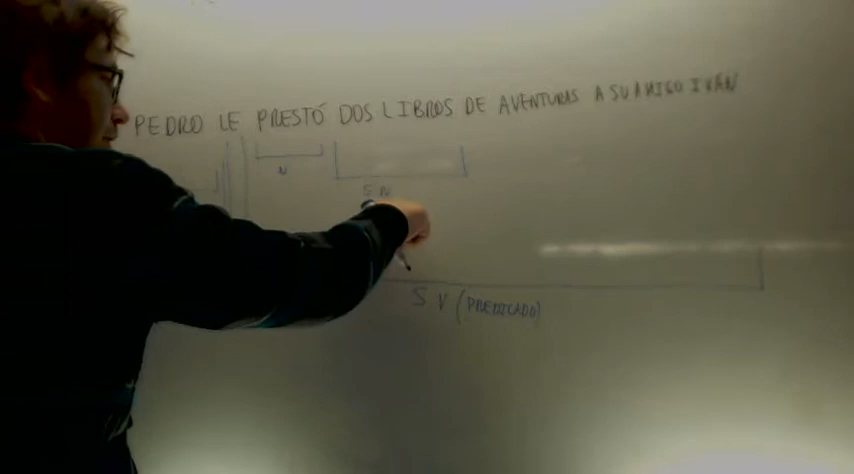 PEDRO LE PRESTÓ DOS LIBROS DE AVENTURAS A SU AMIGO IVÁN
N
SN
SV (PREDICADO)